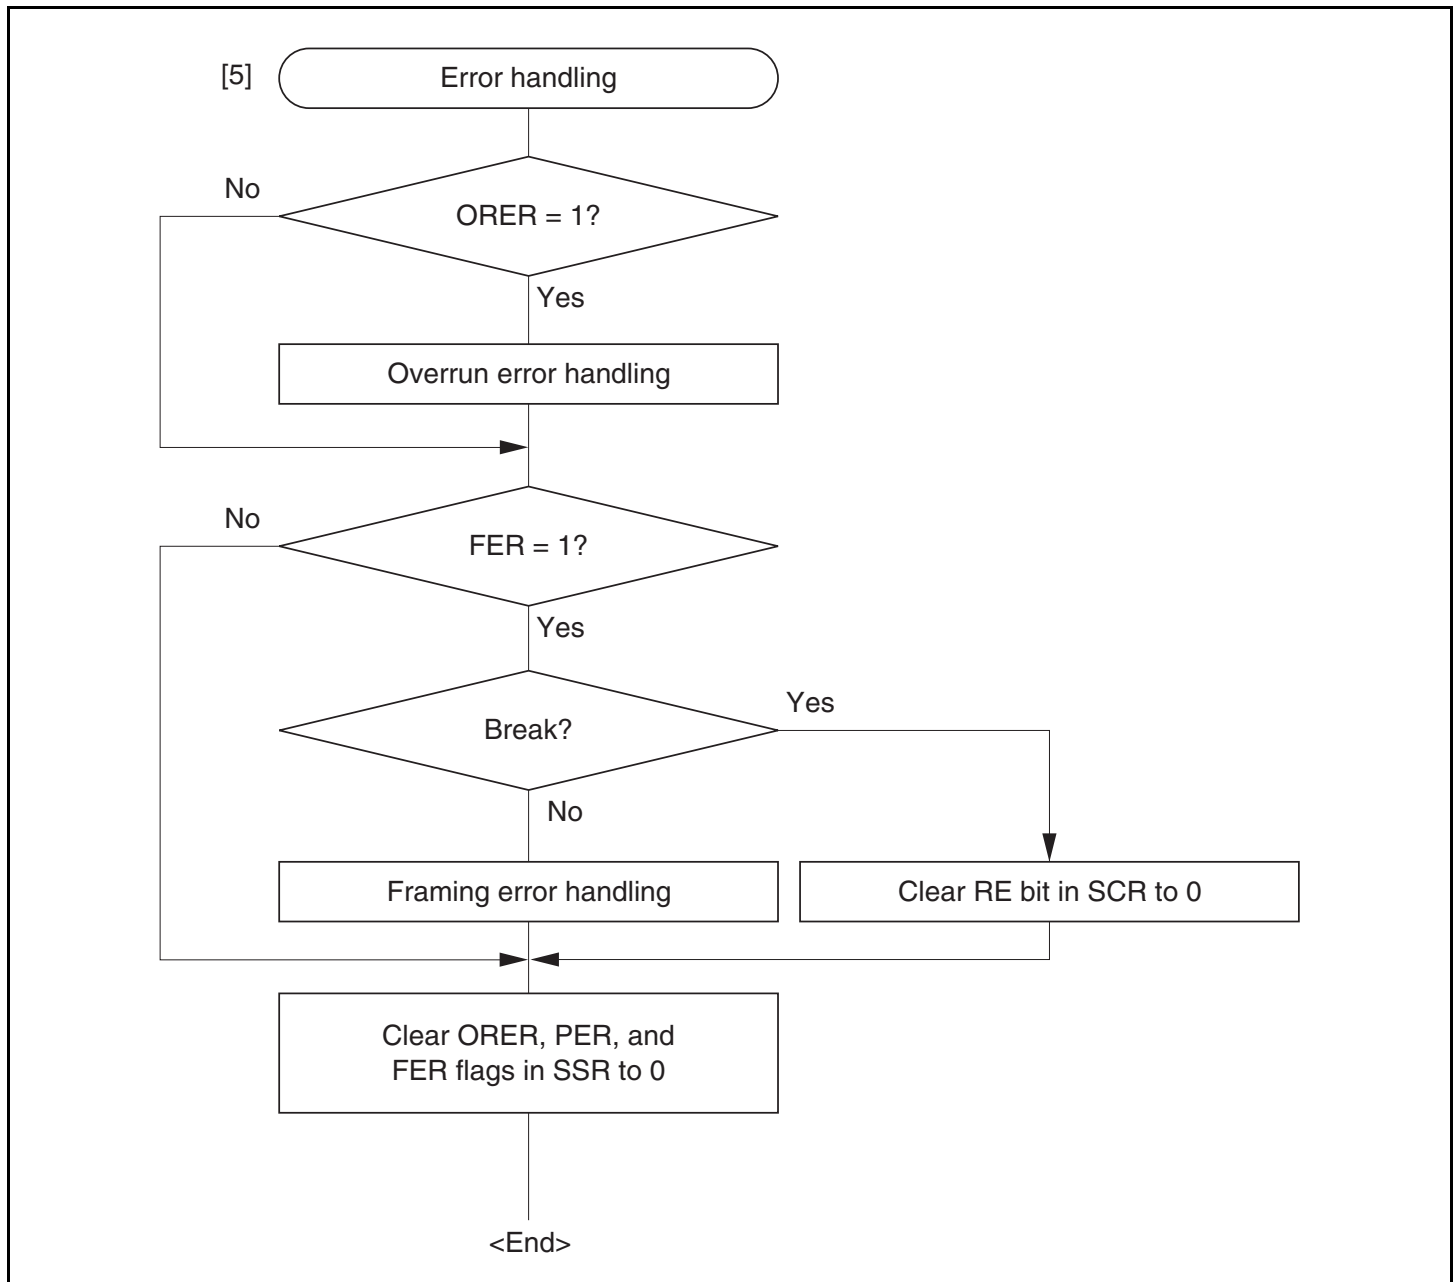 [5]
Error handling
No
ORER = 1?
Yes
Overrun error handling
No
FER = 1?
Yes
Yes
Break?
No
Framing error handling
Clear RE bit in SCR to 0
Clear ORER, PER, and
FER flags in SSR to 0
<End>